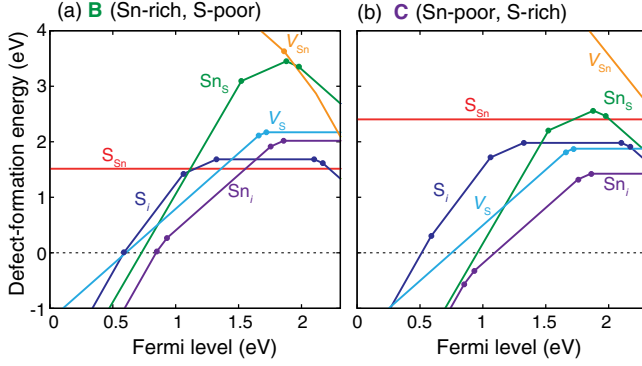 (a) B (Sn-rich, S-poor)
(b) C (Sn-poor, S-rich)
Defect-formation energy (eV)
4
3
2
1
0
-1
V_Sn
Sn_S
V_S
S_Sn
S_i
Sn_i
V_Sn
Sn_S
S_Sn
S_i
V_S
Sn_i
0 0.5 1 1.5 2
0 0.5 1 1.5 2
Fermi level (eV)
Fermi level (eV)